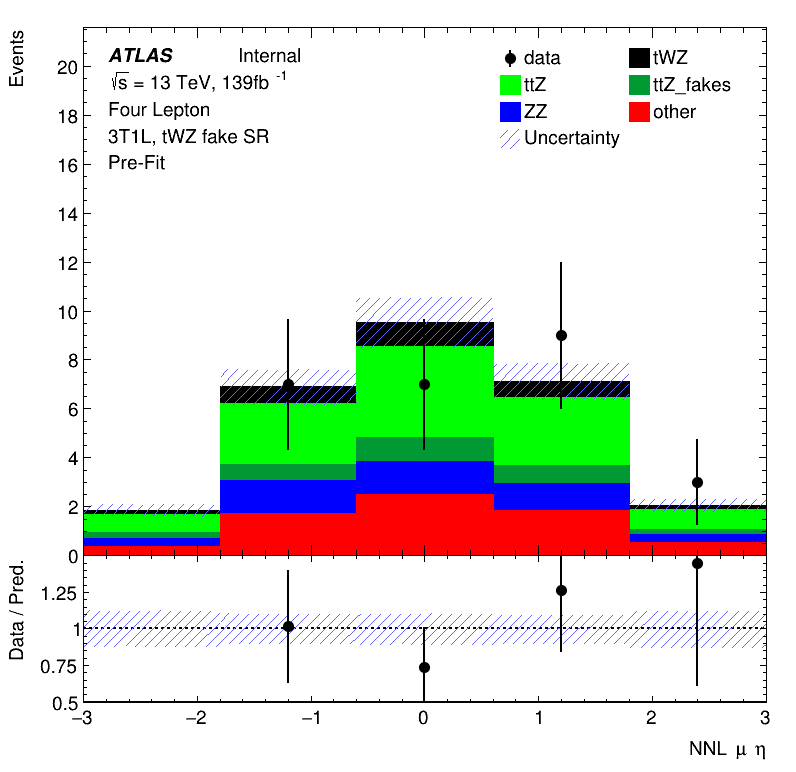 Events
20
18
16
14
12
10
8
6
4
2
0
ATLAS Internal
√s = 13 TeV, 139fb -1
Four Lepton
3T1L, tWZ fake SR
Pre-Fit
data tWZ
ttZ ttZ_fakes
ZZ other
Uncertainty
Data / Pred.
1.25
1
0.75
0.5
−3 −2 −1 0 1 2 3
NNL μ η